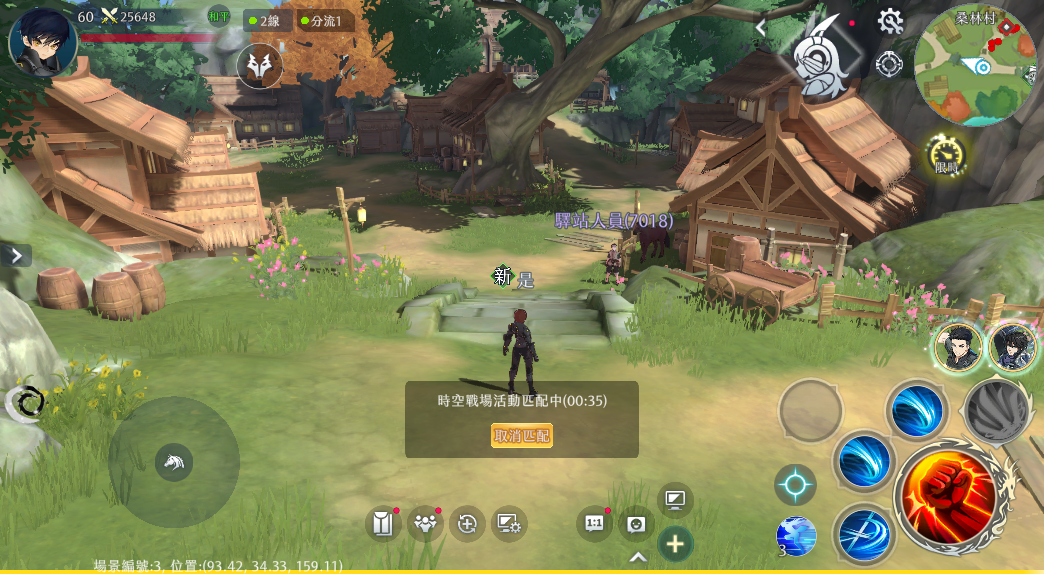 60 25648
和平
2線
分流1
桑林村
限時
驛站人員(7018)
新 是
時空戰場活動匹配中(00:35)
取消匹配
1:1
3
場景編號:3, 位置:(93.42, 34.33, 159.11)